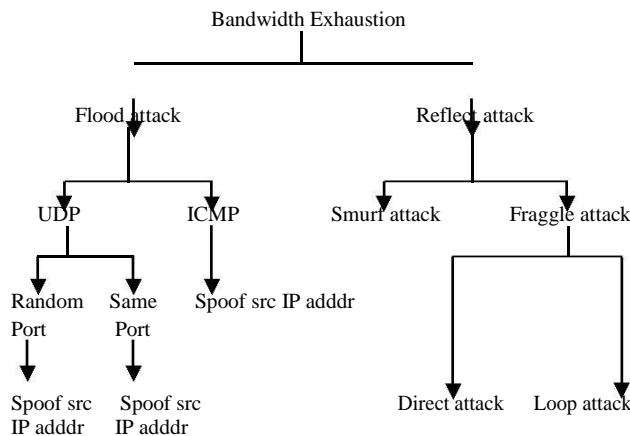 Bandwidth Exhaustion
Flood attack
Reflect attack
UDP
ICMP
Smurf attack
Fraggle attack
Random
Port
Same
Port
Spoof src IP adddr
Spoof src
IP adddr
Spoof src
IP adddr
Direct attack
Loop attack